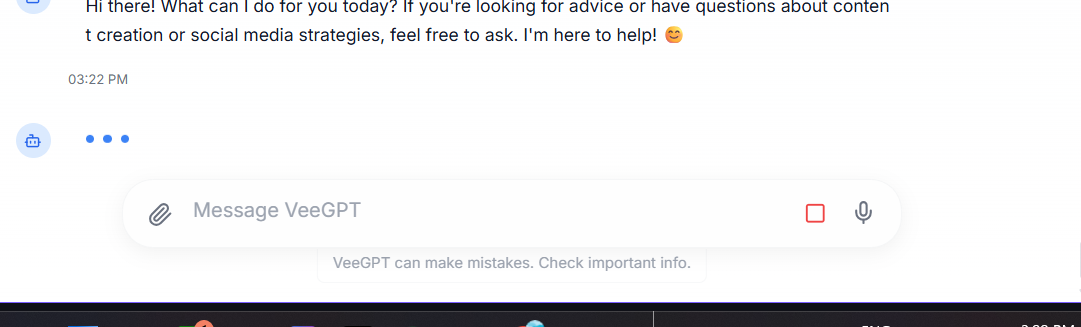 Hi there! What can I do for you today? If you're looking for advice or have questions about conten
t creation or social media strategies, feel free to ask. I'm here to help! 😊
03:22 PM
Message VeeGPT
VeeGPT can make mistakes. Check important info.